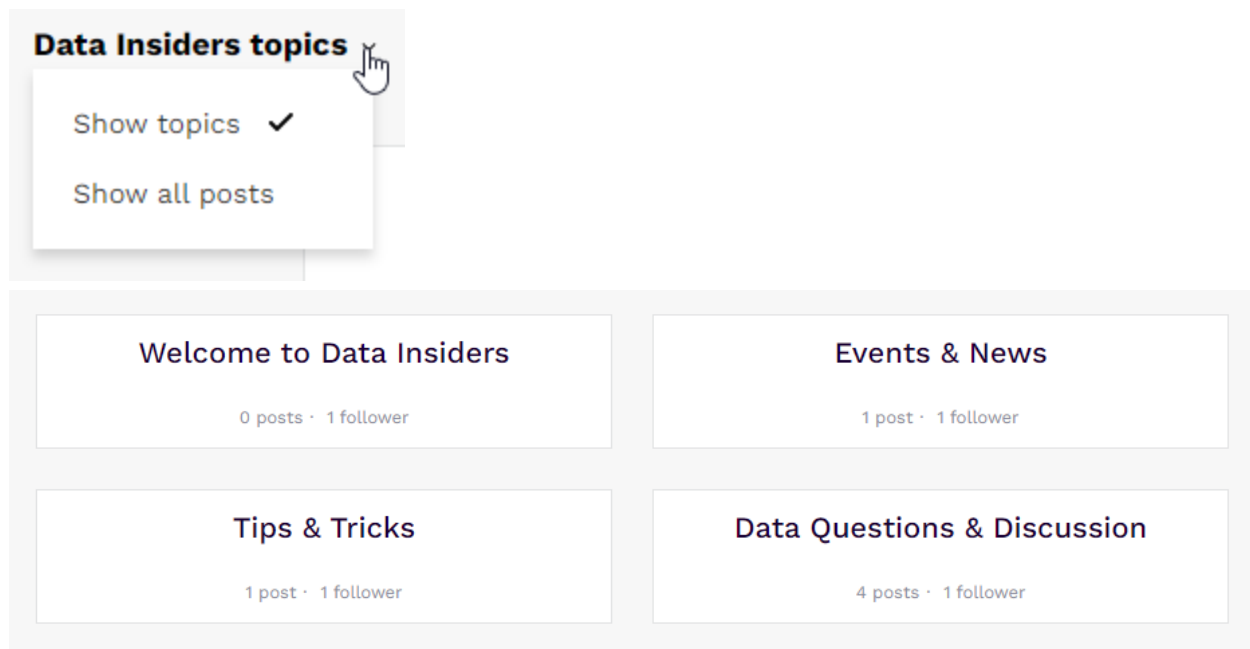 Data Insiders topics
Show topics
Show all posts
Welcome to Data Insiders
0 posts · 1 follower
Events & News
1 post · 1 follower
Tips & Tricks
1 post · 1 follower
Data Questions & Discussion
4 posts · 1 follower